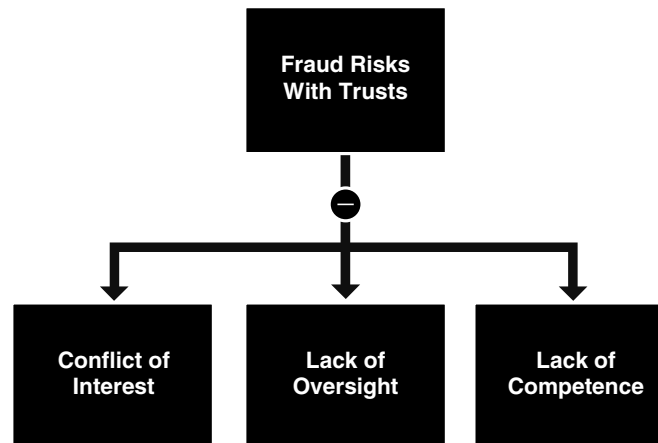 Fraud Risks
With Trusts
Conflict of
Interest
Lack of
Oversight
Lack of
Competence